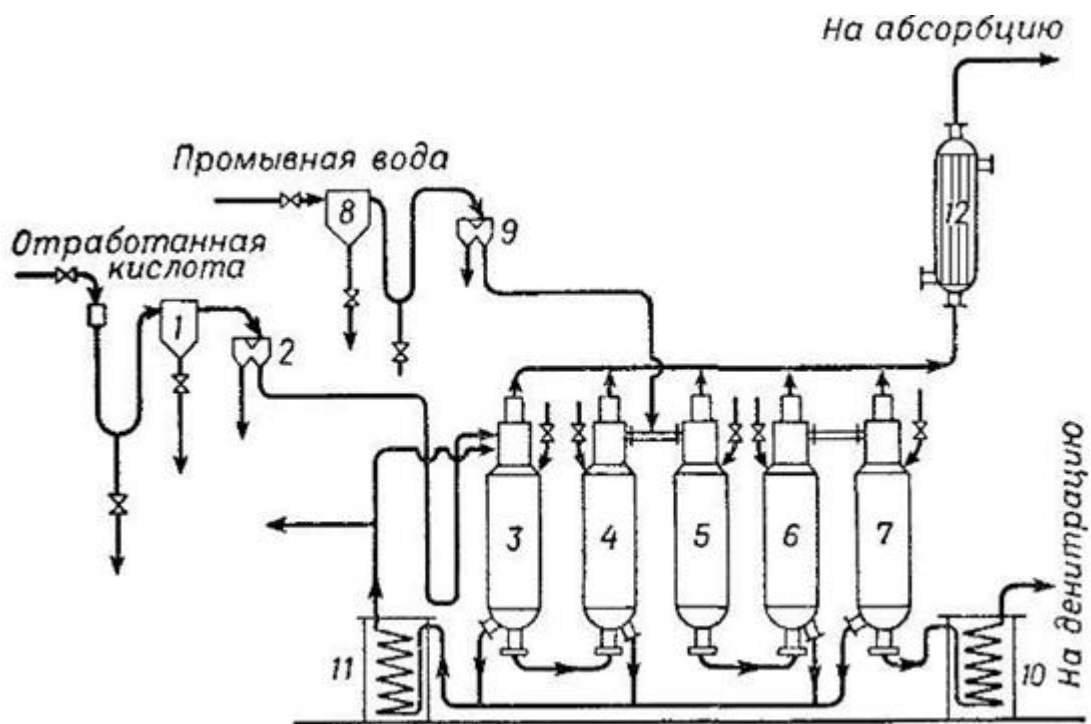 На абсорбцию
Промывная вода
8
9
12
Отработанная
кислота
1
2
3
4
5
6
7
На денитрацию
11
10